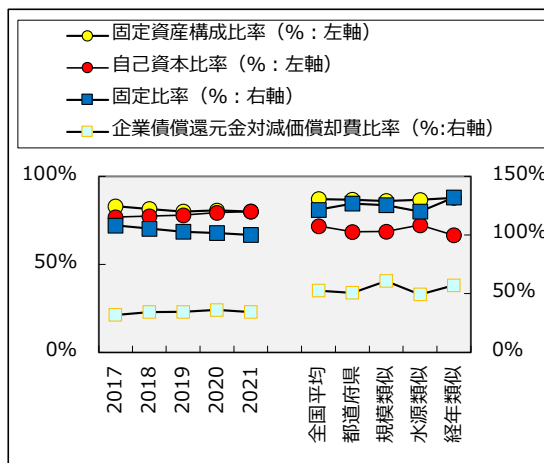 固定資産構成比率（%：左軸）
自己資本比率（%：左軸）
固定比率（%：右軸）
企業債償還元金対減価償却費比率（%:右軸）
100%
50%
0%
150%
100%
50%
0%
2017
2018
2019
2020
2021
全国平均
都道府県
規模類似
水源類似
経年類似